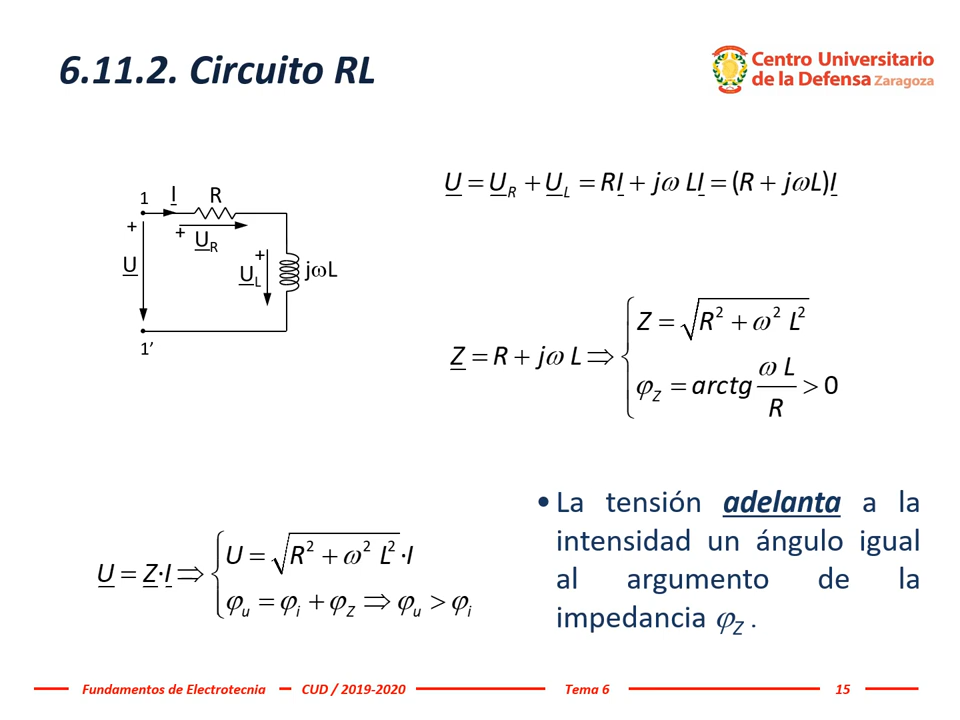 6.11.2. Circuito RL
Centro Universitario
de la Defensa Zaragoza
1
I
R
+
+
U_R
U
+
U_L
jωL
1’
U = U_R + U_L = RI + jω LI = (R + jωL)I
Z = R + jω L ⇒ { Z = √(R² + ω² L²)
φ_Z = arctg (ω L / R) > 0
U = Z·I ⇒ { U = √(R² + ω² L²) ·I
φ_u = φ_i + φ_Z ⇒ φ_u > φ_i
• La tensión adelanta a la
intensidad un ángulo igual
al argumento de la
impedancia φ_Z .
Fundamentos de Electrotecnia CUD / 2019-2020 Tema 6 15